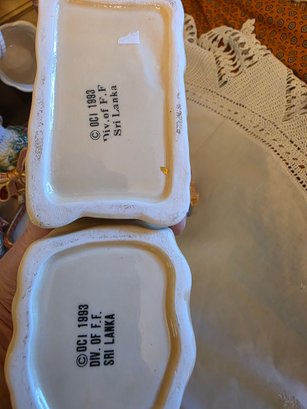 © OCI 1993
Div. of F.F
Sri Lanka
© OCI 1993
DIV. OF F.F.
SRI LANKA